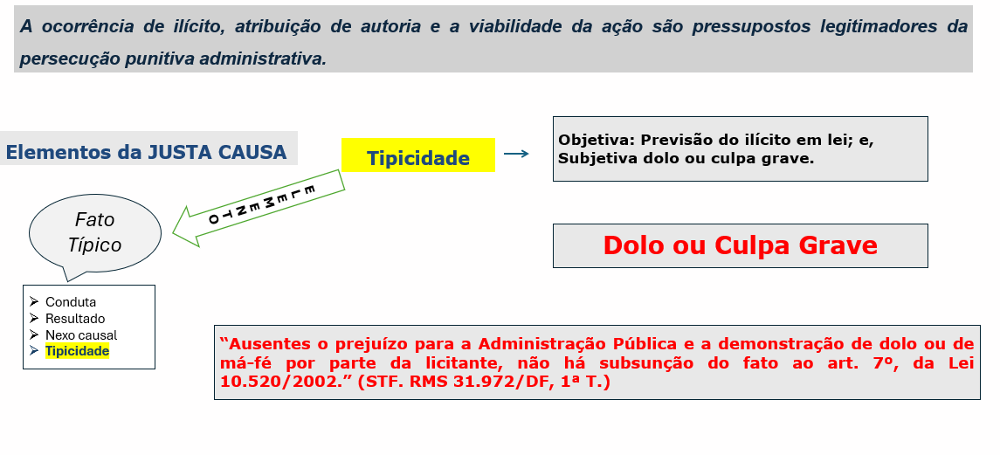 A ocorrência de ilícito, atribuição de autoria e a viabilidade da ação são pressupostos legitimadores da
persecução punitiva administrativa.
Elementos da JUSTA CAUSA
Tipicidade
Objetiva: Previsão do ilícito em lei; e,
Subjetiva dolo ou culpa grave.
ELEMENTO
Fato
Típico
Dolo ou Culpa Grave
Conduta
Resultado
Nexo causal
Tipicidade
“Ausentes o prejuízo para a Administração Pública e a demonstração de dolo ou de
má-fé por parte da licitante, não há subsunção do fato ao art. 7º, da Lei
10.520/2002.” (STF. RMS 31.972/DF, 1ª T.)